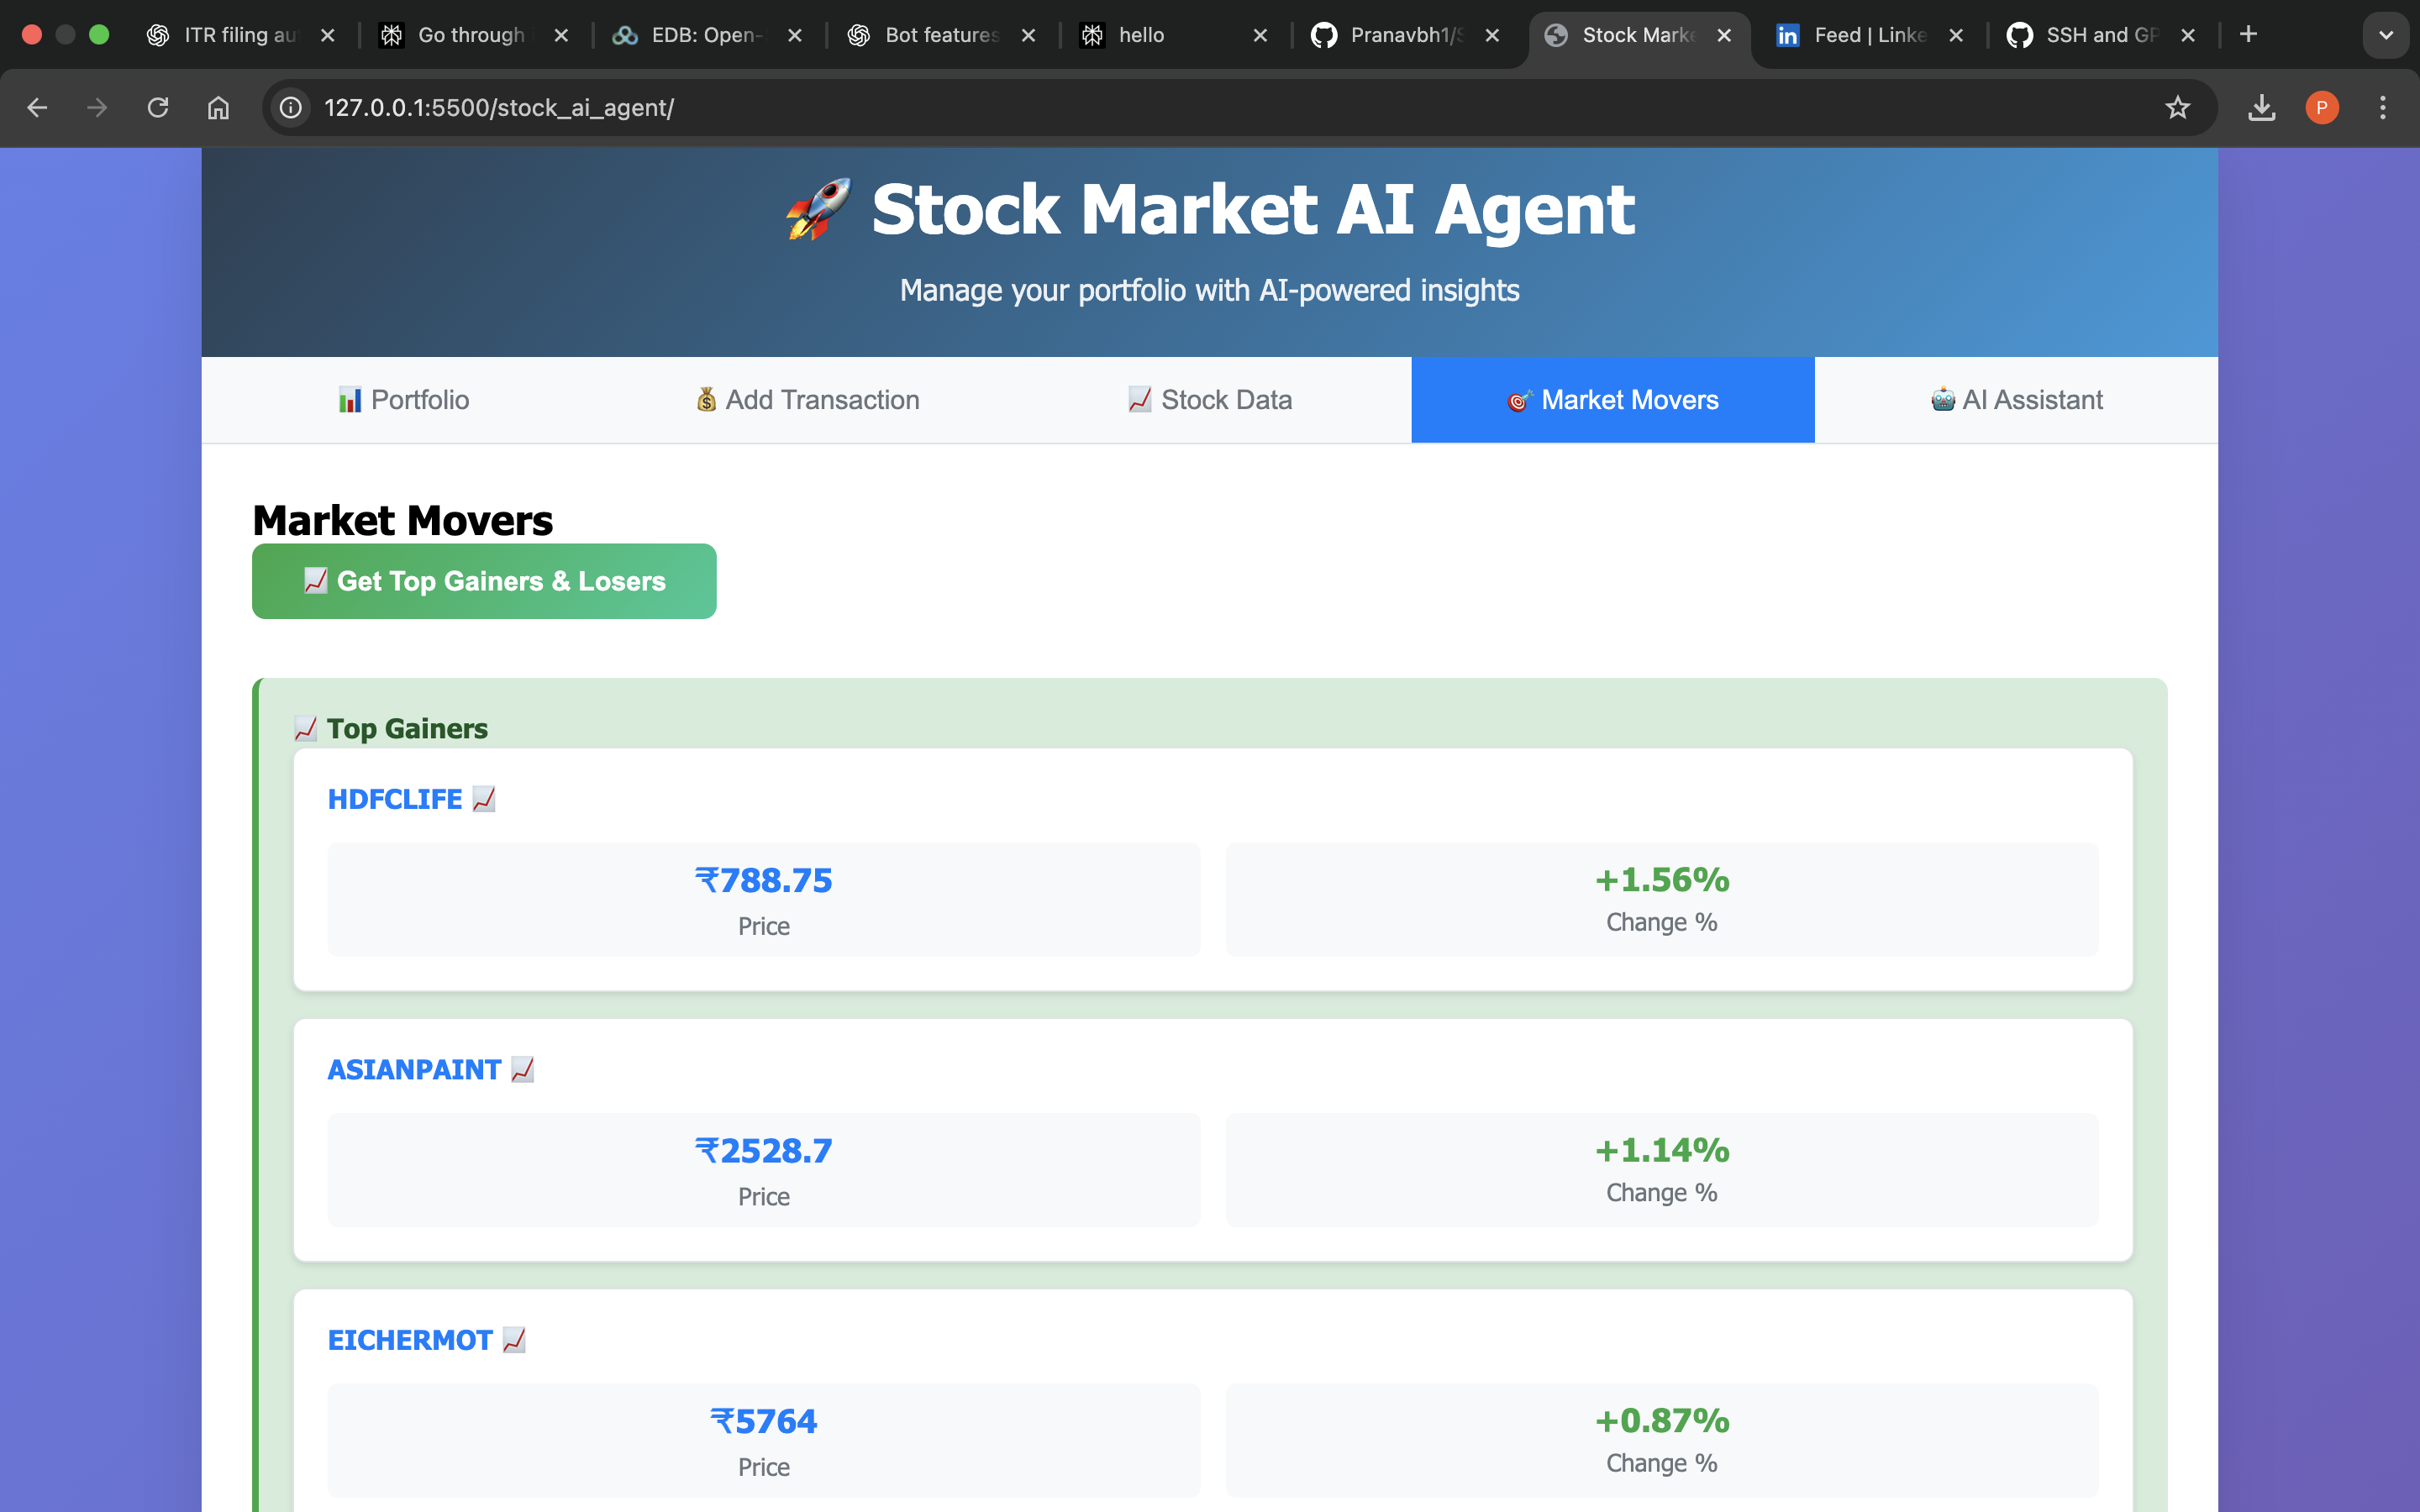 ITR filing au
Go through
EDB: Open-
Bot features
hello
Pranavbh1/S
Stock Marke
Feed | Linke
SSH and GP
127.0.0.1:5500/stock_ai_agent/
P
🚀 Stock Market AI Agent
Manage your portfolio with AI-powered insights
📊 Portfolio
💰 Add Transaction
📈 Stock Data
🎯 Market Movers
🤖 AI Assistant
Market Movers
📈 Get Top Gainers & Losers
📈 Top Gainers
HDFCLIFE 📈
₹788.75
Price
+1.56%
Change %
ASIANPAINT 📈
₹2528.7
Price
+1.14%
Change %
EICHERMOT 📈
₹5764
Price
+0.87%
Change %